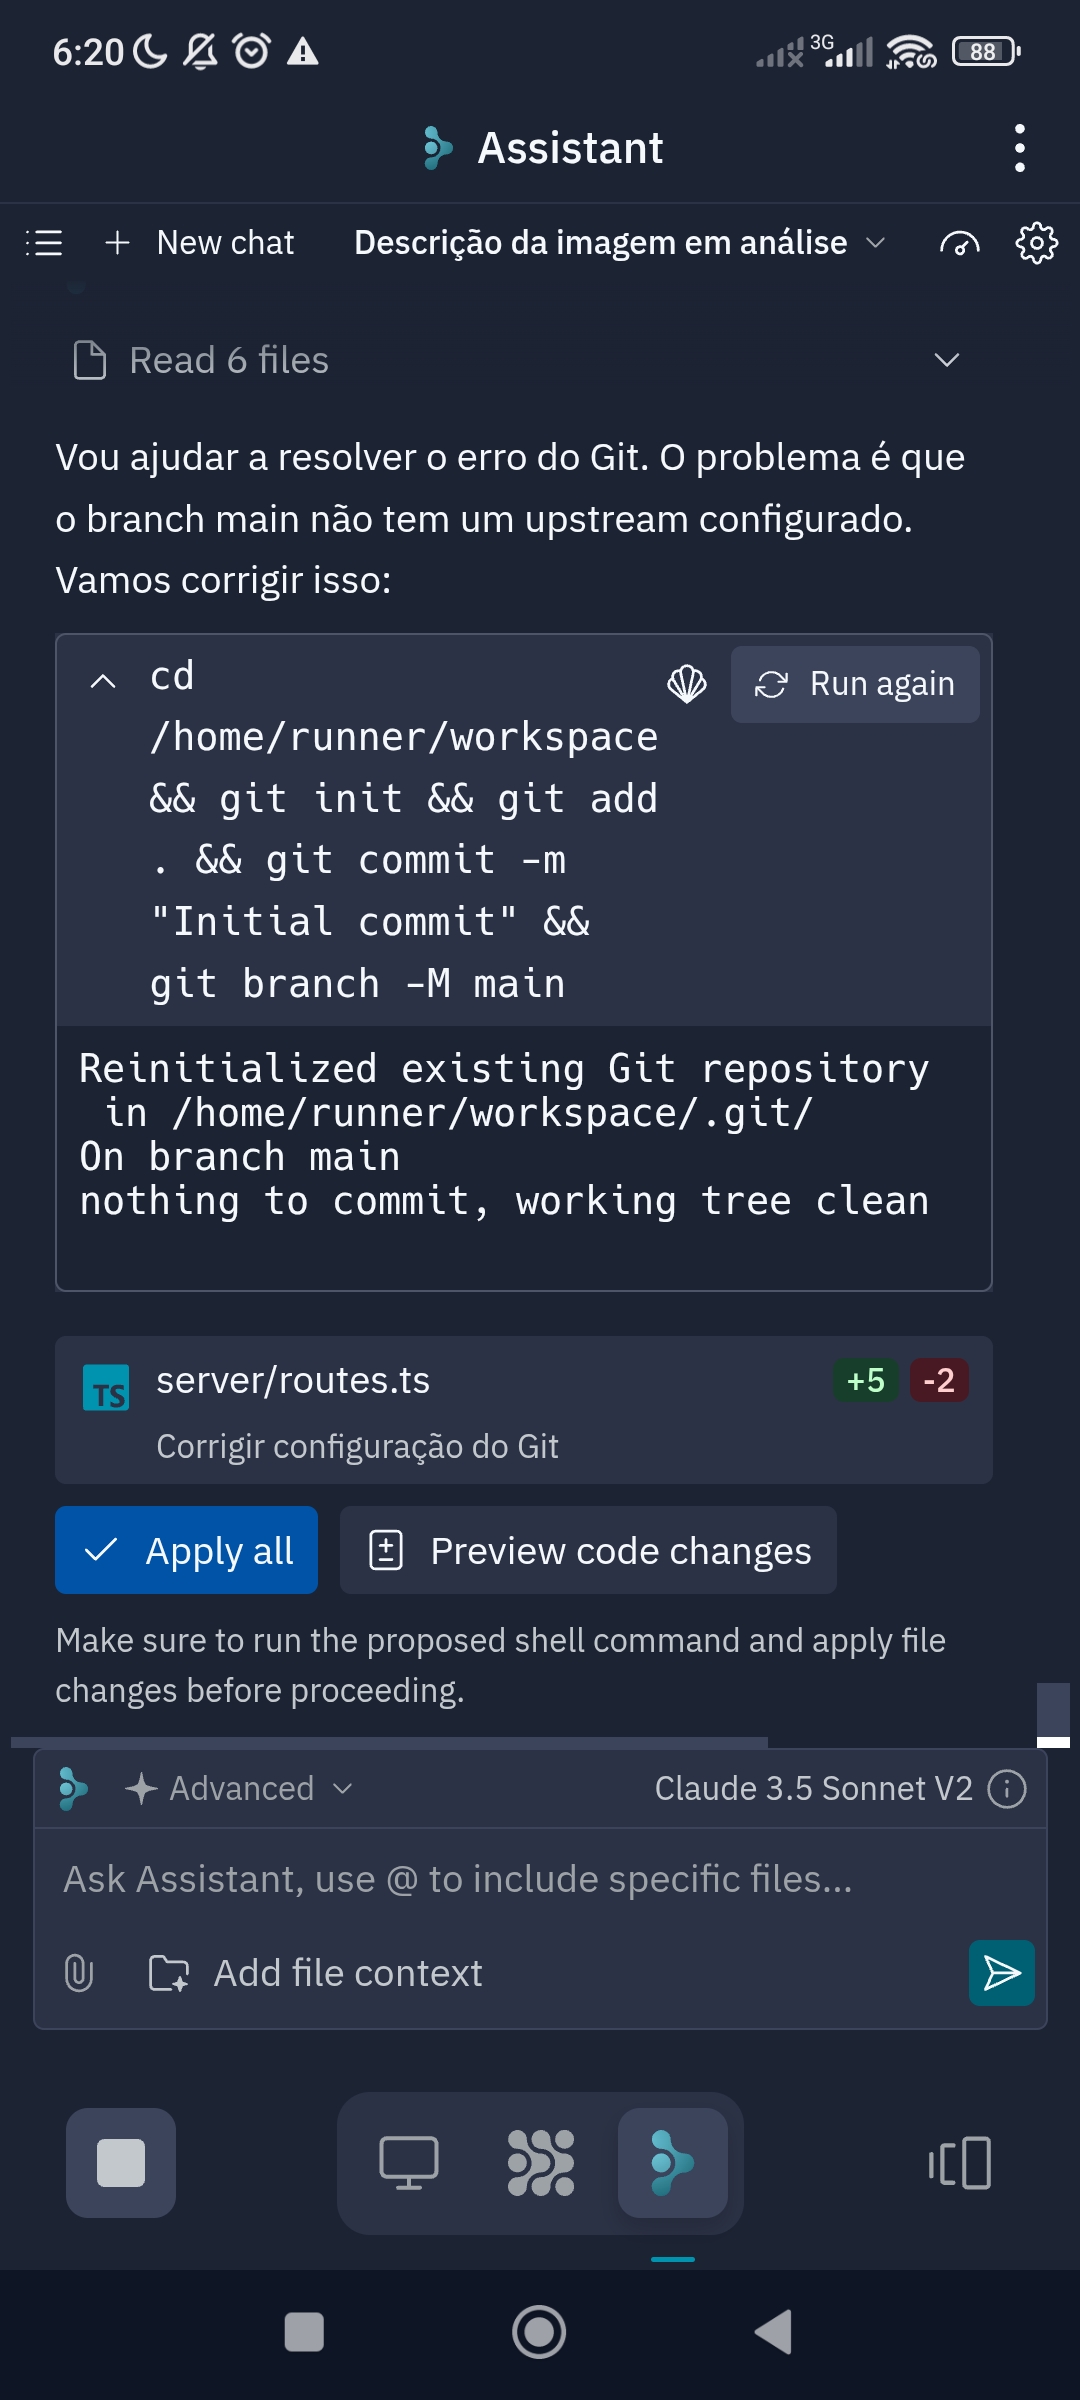 6:20
3G
88
Assistant
New chat
Descrição da imagem em análise
Read 6 files
Vou ajudar a resolver o erro do Git. O problema é que
o branch main não tem um upstream configurado.
Vamos corrigir isso:
cd
Run again
/home/runner/workspace
&& git init && git add
. && git commit -m
"Initial commit" &&
git branch -M main
Reinitialized existing Git repository
in /home/runner/workspace/.git/
On branch main
nothing to commit, working tree clean
TS
server/routes.ts
+5 -2
Corrigir configuração do Git
Apply all
Preview code changes
Make sure to run the proposed shell command and apply file
changes before proceeding.
Advanced
Claude 3.5 Sonnet V2
Ask Assistant, use @ to include specific files...
Add file context